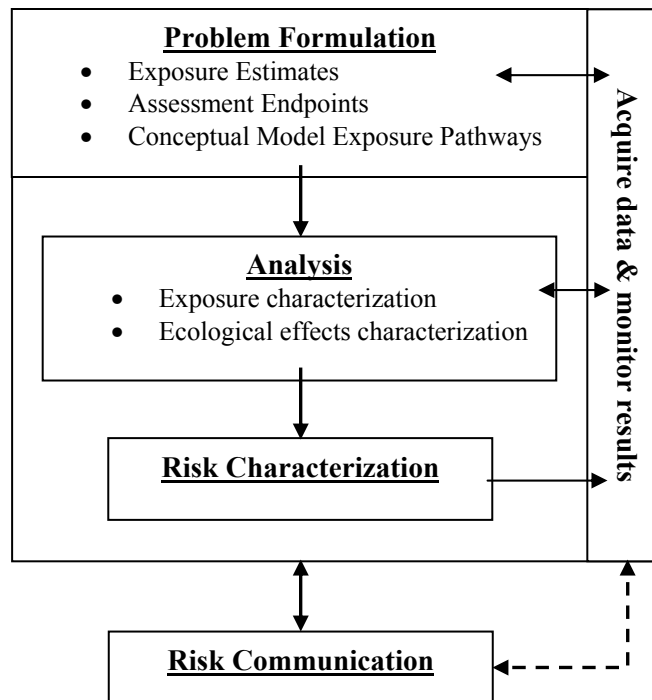 Problem Formulation
• Exposure Estimates
• Assessment Endpoints
• Conceptual Model Exposure Pathways
Acquire data & monitor results
Analysis
• Exposure characterization
• Ecological effects characterization
Risk Characterization
Risk Communication